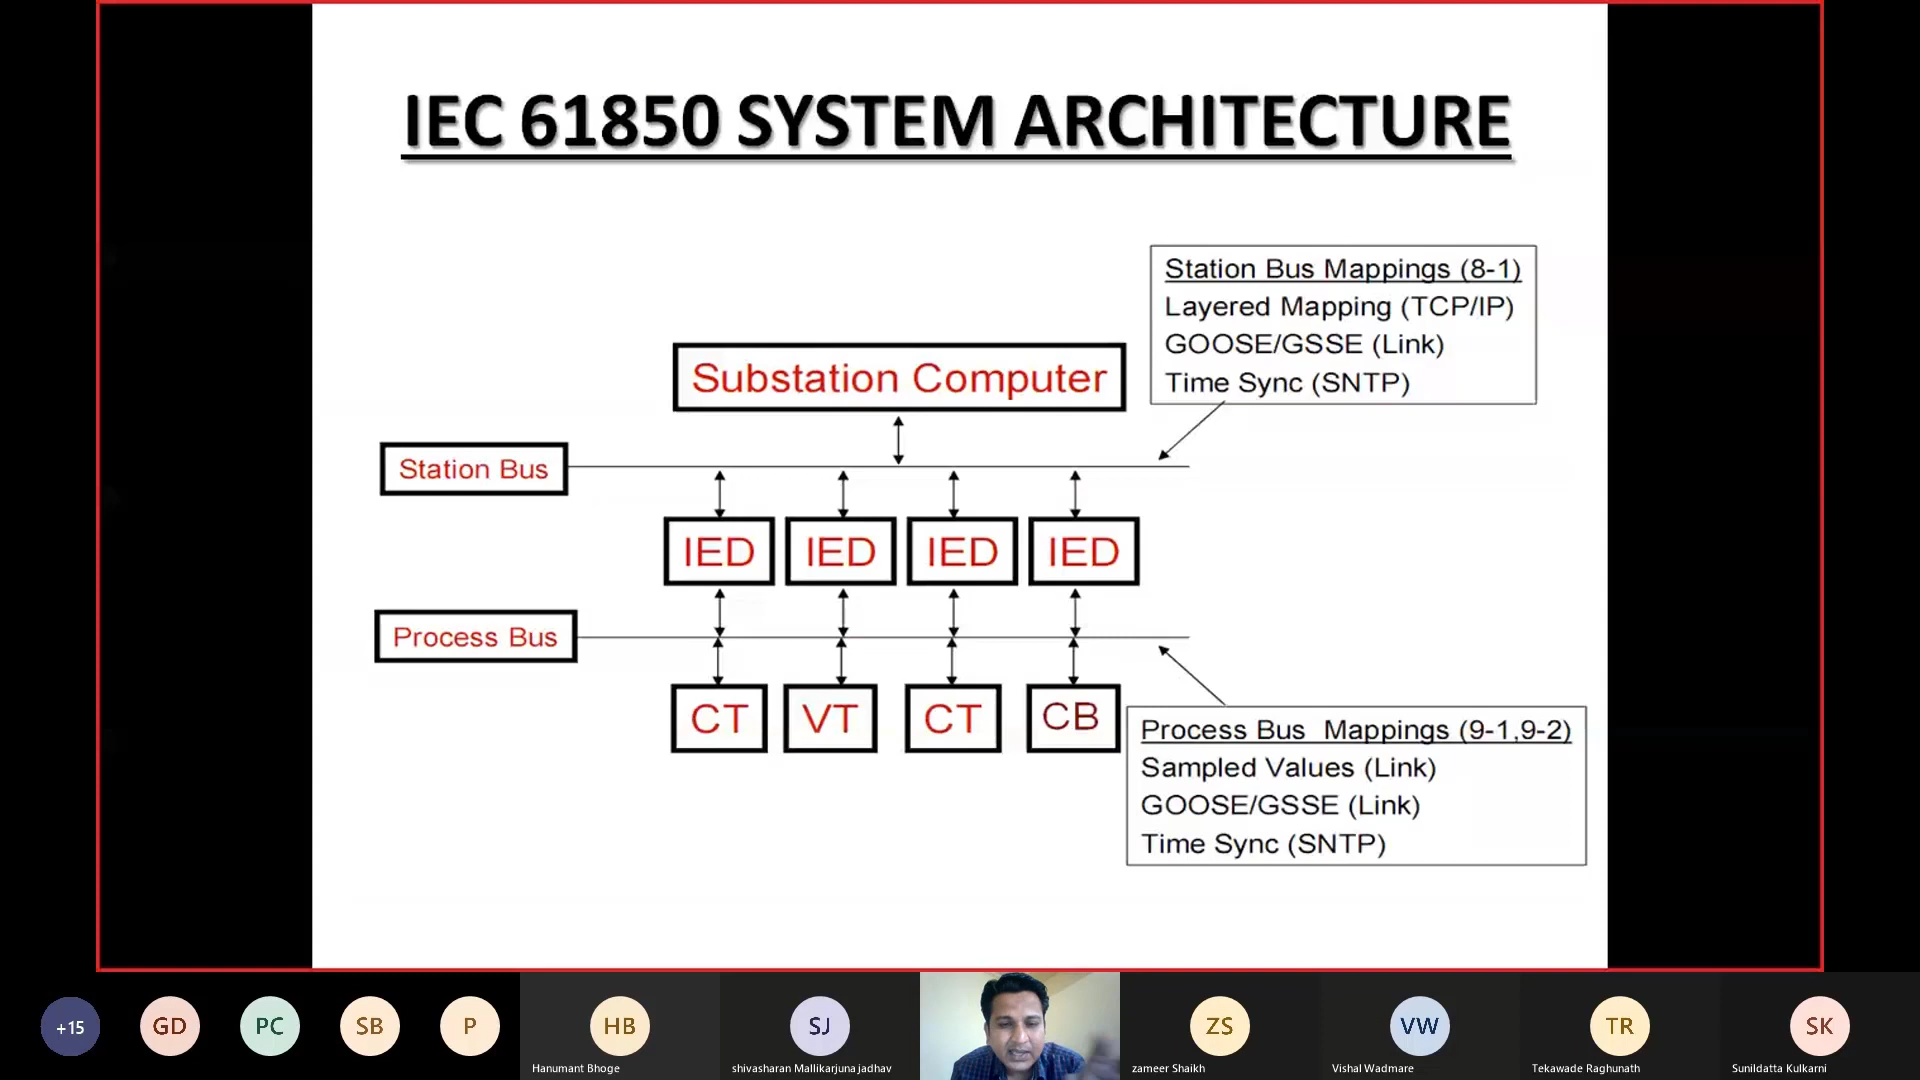 IEC 61850 SYSTEM ARCHITECTURE
Station Bus Mappings (8-1)
Layered Mapping (TCP/IP)
GOOSE/GSSE (Link)
Time Sync (SNTP)
Substation Computer
Station Bus
IED IED IED IED
Process Bus
CT VT CT CB
Process Bus Mappings (9-1,9-2)
Sampled Values (Link)
GOOSE/GSSE (Link)
Time Sync (SNTP)
+15 GD PC SB P HB SJ ZS VW TR SK
Hanumant Bhoge shivasharan Mallikarjuna jadhav zameer Shaikh Vishal Wadmare Tekawade Raghunath Sunildatta Kulkarni